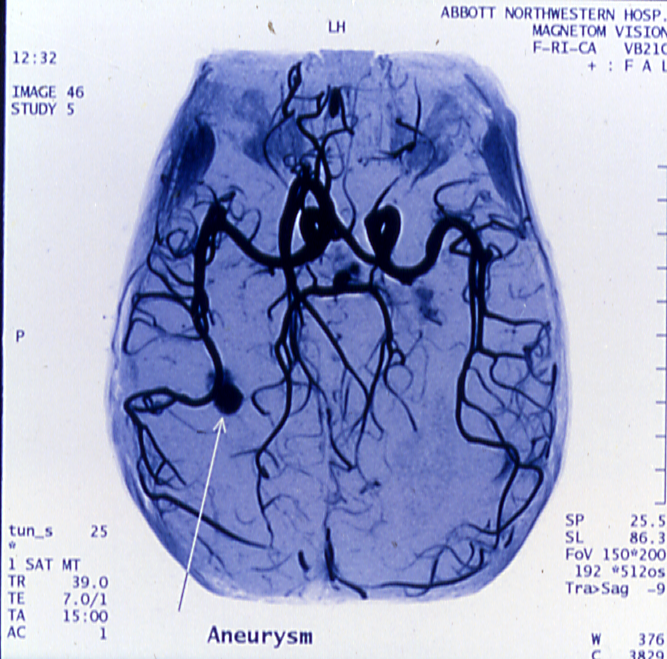 ABBOTT NORTHWESTERN HOSP.
MAGNETOM VISION
F-RI-CA VB21C
+ : F A L
LH
12:32
IMAGE 46
STUDY 5
P
tun_s 25
*
1 SAT MT
TR 39.0
TE 7.0/1
TA 15:00
AC 1
Aneurysm
SP 25.5
SL 86.3
FoV 150*200
192 *512os
Tra>Sag -9
W 376
C 3829